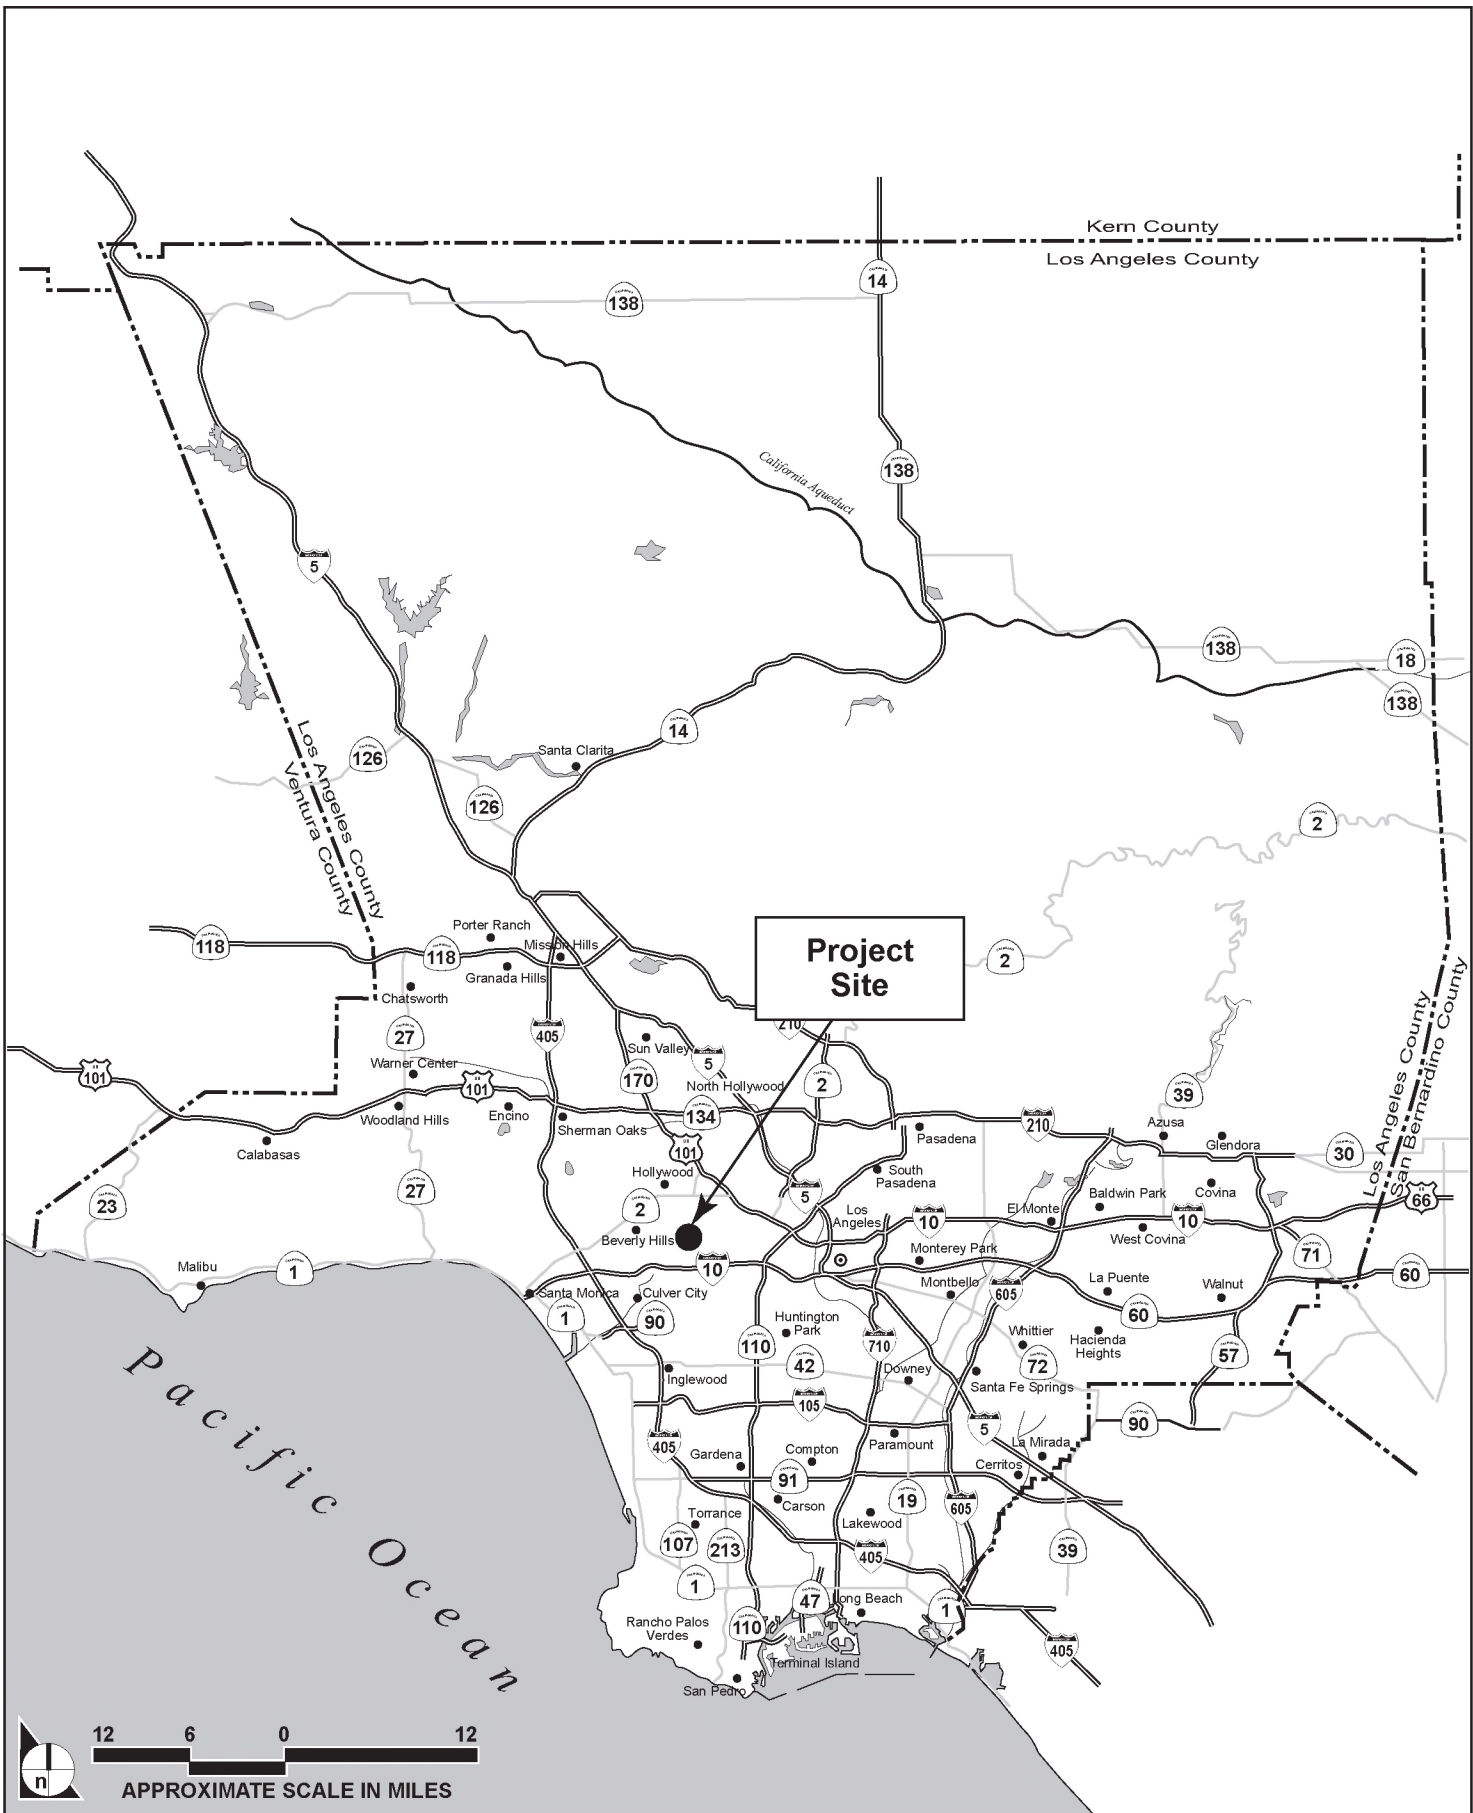 Kern County
Los Angeles County
14
138
138
California Aqueduct
5
138
18
138
14
126
Santa Clarita
126
Los Angeles County
Ventura County
2
Project
Site
118
Porter Ranch
118
Mission Hills
Granada Hills
2
Chatsworth
27
405
210
Sun Valley
5
Los Angeles County
San Bernardino County
101
Warner Center
101
170
North Hollywood
2
39
Woodland Hills
Encino
134
Sherman Oaks
210
Azusa
Pasadena
Glendora
30
Calabasas
101
Hollywood
South
Pasadena
23
27
2
5
Covina
Baldwin Park
66
Los
Angeles
10
El Monte
10
West Covina
Beverly Hills
71
Malibu
1
10
Monterey Park
Montbello
La Puente
Walnut
60
605
Santa Monica
Culver City
1
90
Huntington
Park
60
110
42
710
Whittier
72
Hacienda
Heights
57
Inglewood
Downey
Santa Fe Springs
105
5
90
405
Gardena
Compton
Paramount
La Mirada
Cerritos
91
Carson
19
605
Torrance
Lakewood
107
213
405
39
1
47
ong Beach
1
Rancho Palos
Verdes
110
Terminal Island
405
San Pedro
Pacific Ocean
12 6 0 12
n
APPROXIMATE SCALE IN MILES